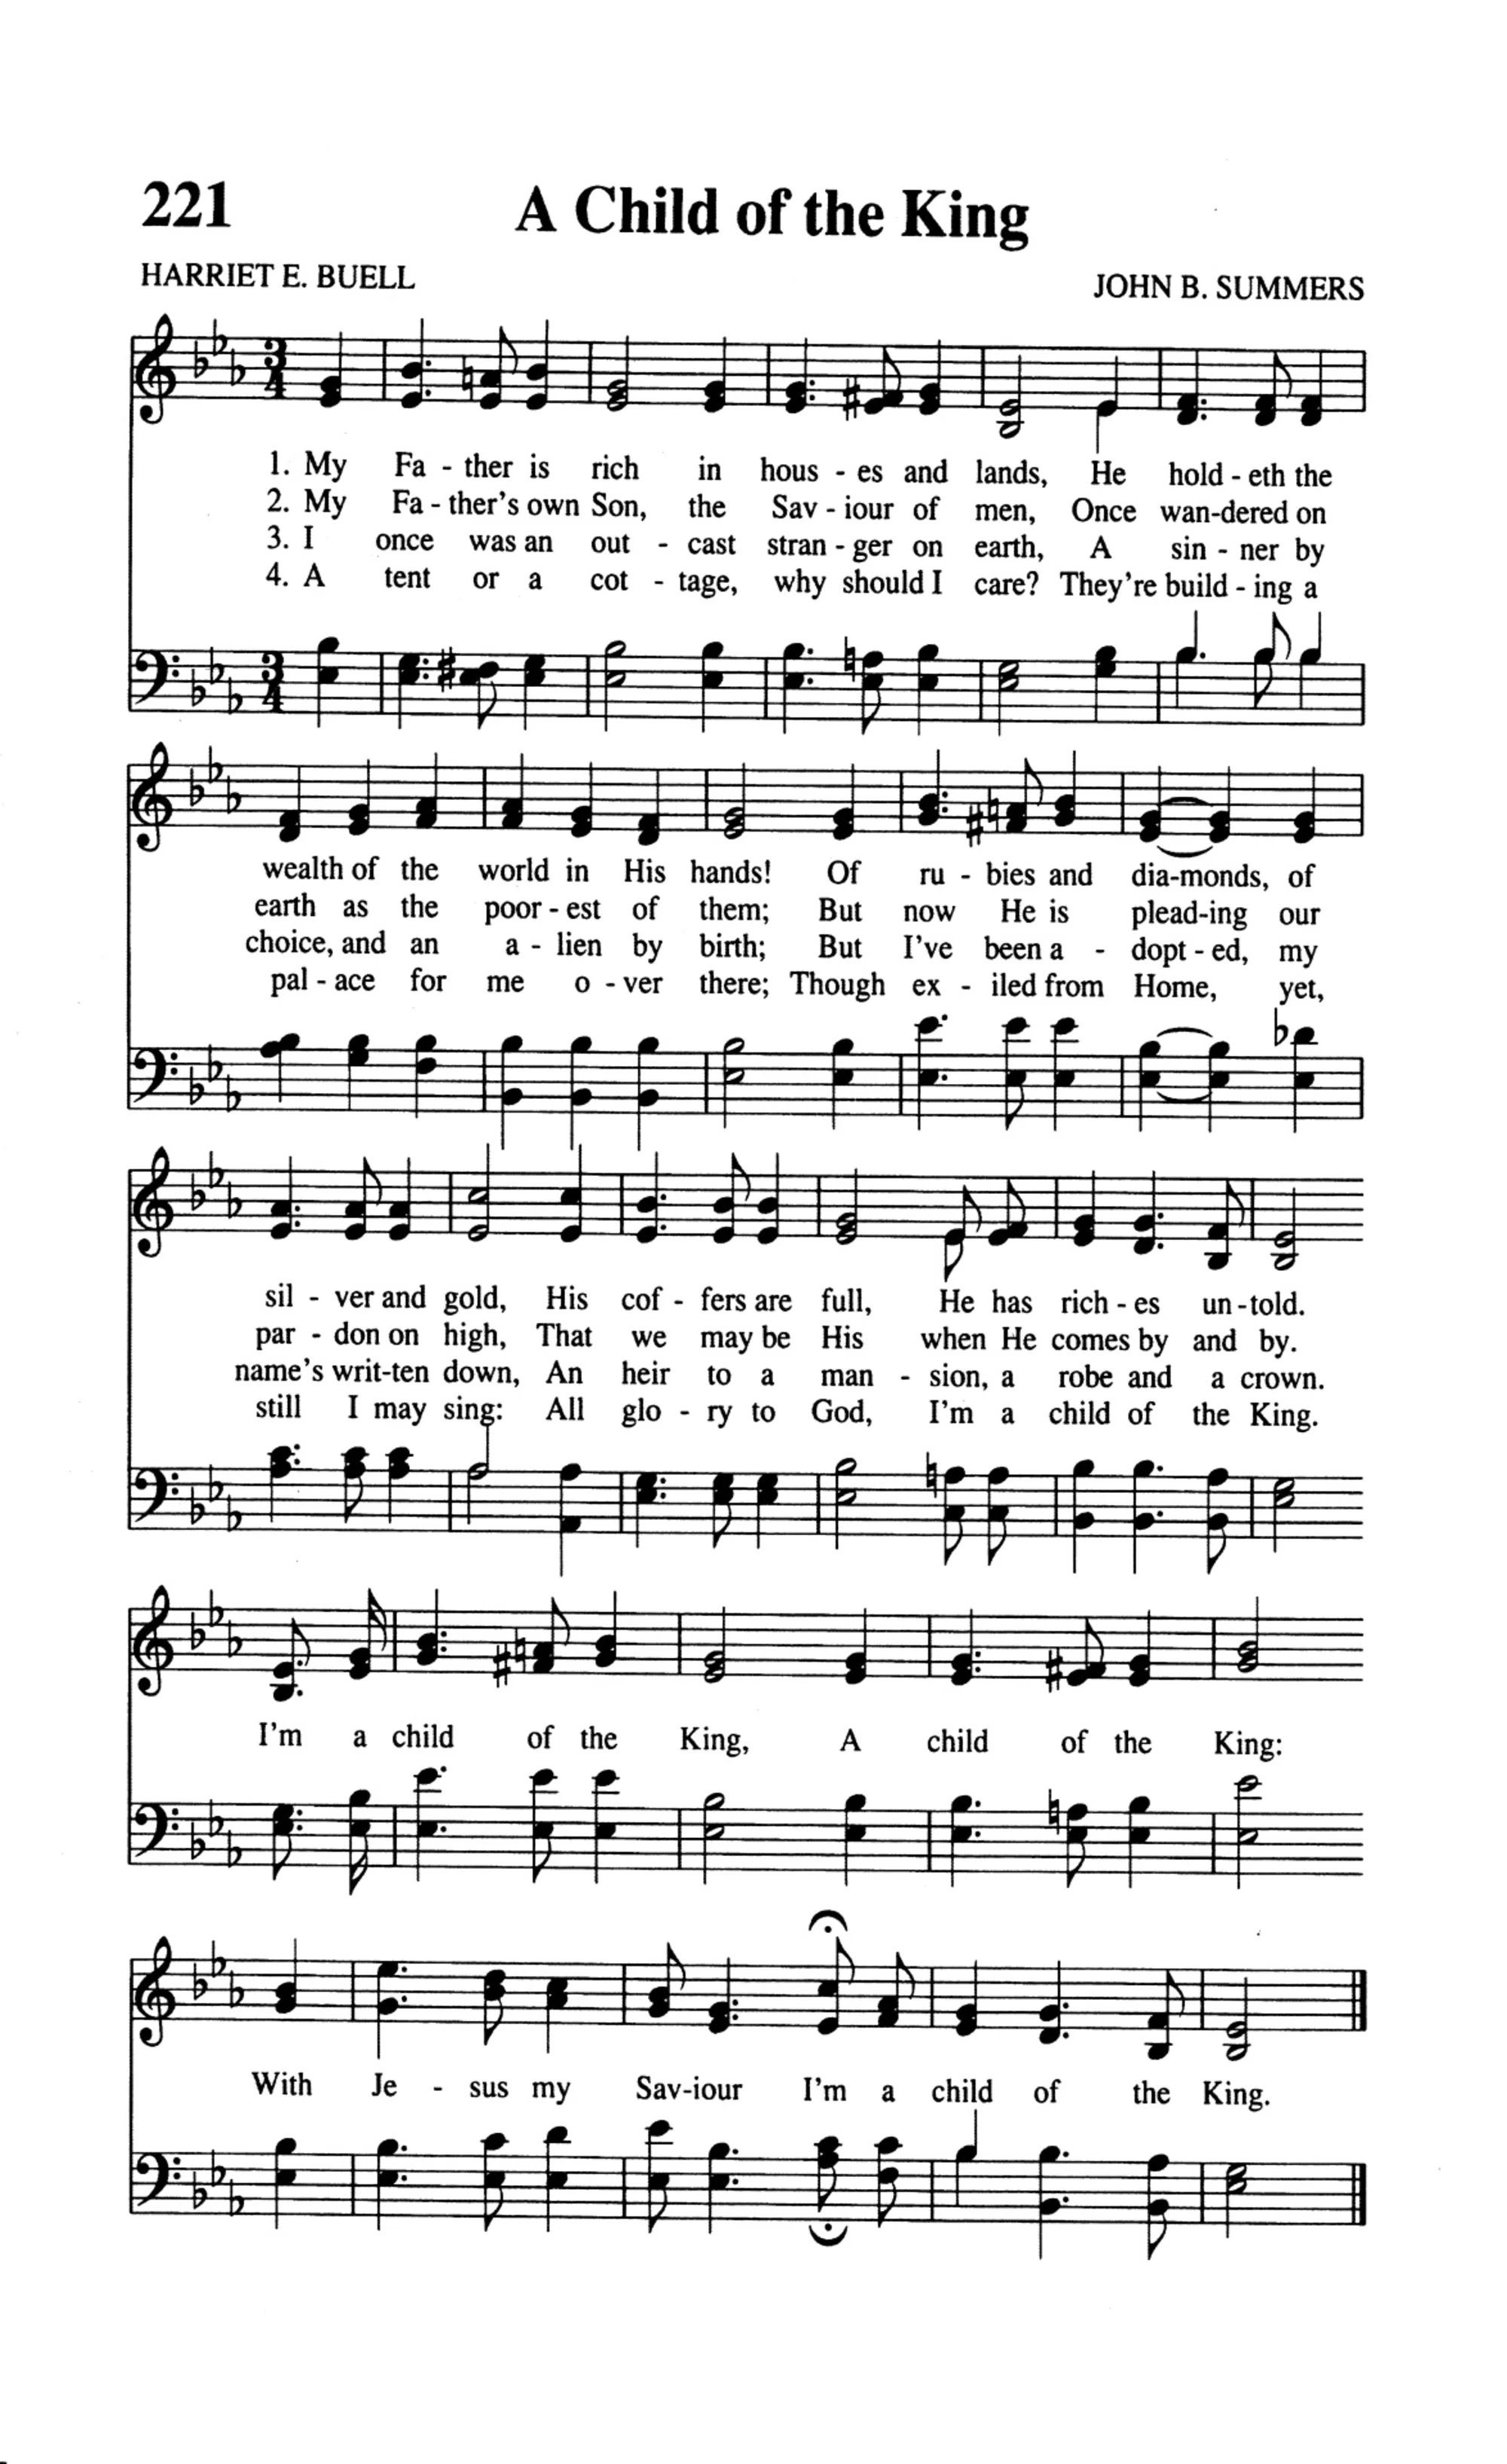 221
A Child of the King
HARRIET E. BUELL
JOHN B. SUMMERS
3
4
1. My Fa - ther is rich in hous - es and lands, He hold - eth the
2. My Fa - ther's own Son, the Sav - iour of men, Once wan-dered on
3. I once was an out - cast stran - ger on earth, A sin - ner by
4. A tent or a cot - tage, why should I care? They're build - ing a
3
4
wealth of the world in His hands! Of ru - bies and dia-monds, of
earth as the poor - est of them; But now He is plead-ing our
choice, and an a - lien by birth; But I've been a - dopt - ed, my
pal - ace for me o - ver there; Though ex - iled from Home, yet,
sil - ver and gold, His cof - fers are full, He has rich - es un-told.
par - don on high, That we may be His when He comes by and by.
name's writ-ten down, An heir to a man - sion, a robe and a crown.
still I may sing: All glo - ry to God, I'm a child of the King.
I'm a child of the King, A child of the King:
With Je - sus my Sav-iour I'm a child of the King.